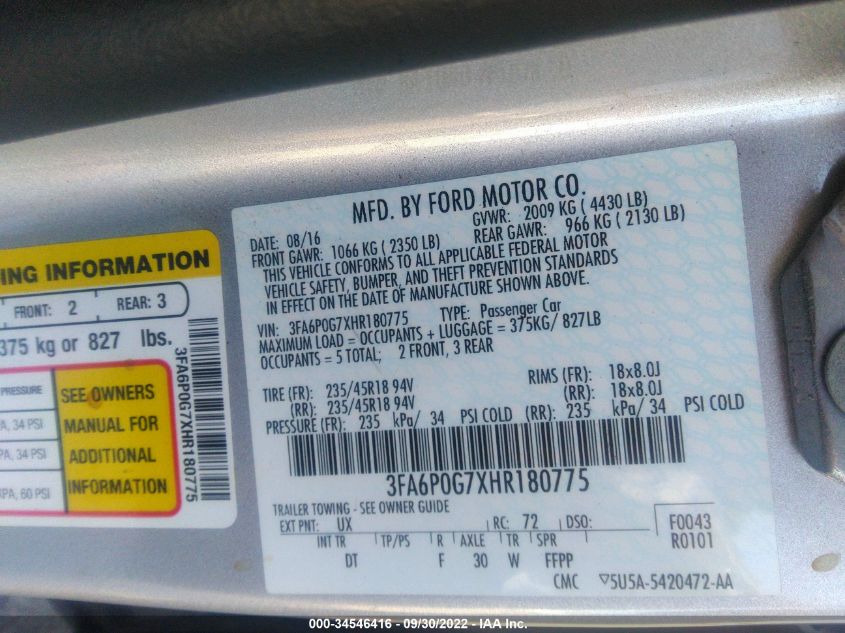 ING INFORMATION
FRONT: 2 REAR: 3
375 kg or 827 lbs.
PRESSURE
SEE OWNERS
MANUAL FOR
ADDITIONAL
INFORMATION
A, 34 PSI
A, 34 PSI
PA, 60 PSI
3FA6P0G7XHR180775
MFD. BY FORD MOTOR CO.
DATE: 08/16 GVWR: 2009 KG ( 4430 LB)
FRONT GAWR: 1066 KG ( 2350 LB) REAR GAWR: 966 KG ( 2130 LB)
THIS VEHICLE CONFORMS TO ALL APPLICABLE FEDERAL MOTOR
VEHICLE SAFETY, BUMPER, AND THEFT PREVENTION STANDARDS
IN EFFECT ON THE DATE OF MANUFACTURE SHOWN ABOVE.
VIN: 3FA6P0G7XHR180775 TYPE: Passenger Car
MAXIMUM LOAD = OCCUPANTS + LUGGAGE = 375KG/ 827LB
OCCUPANTS = 5 TOTAL; 2 FRONT, 3 REAR
TIRE (FR): 235/45R18 94V RIMS (FR): 18x8.0J
(RR): 235/45R18 94V (RR): 18x8.0J
PRESSURE (FR): 235 kPa/ 34 PSI COLD (RR): 235 kPa/ 34 PSI COLD
3FA6P0G7XHR180775
TRAILER TOWING - SEE OWNER GUIDE
EXT PNT: UX RC: 72 DSO: F0043
INT TR TP/PS R AXLE TR SPR R0101
DT F 30 W FFPP
CMC ▽5U5A-5420472-AA
000-34546416 - 09/30/2022 - IAA Inc.